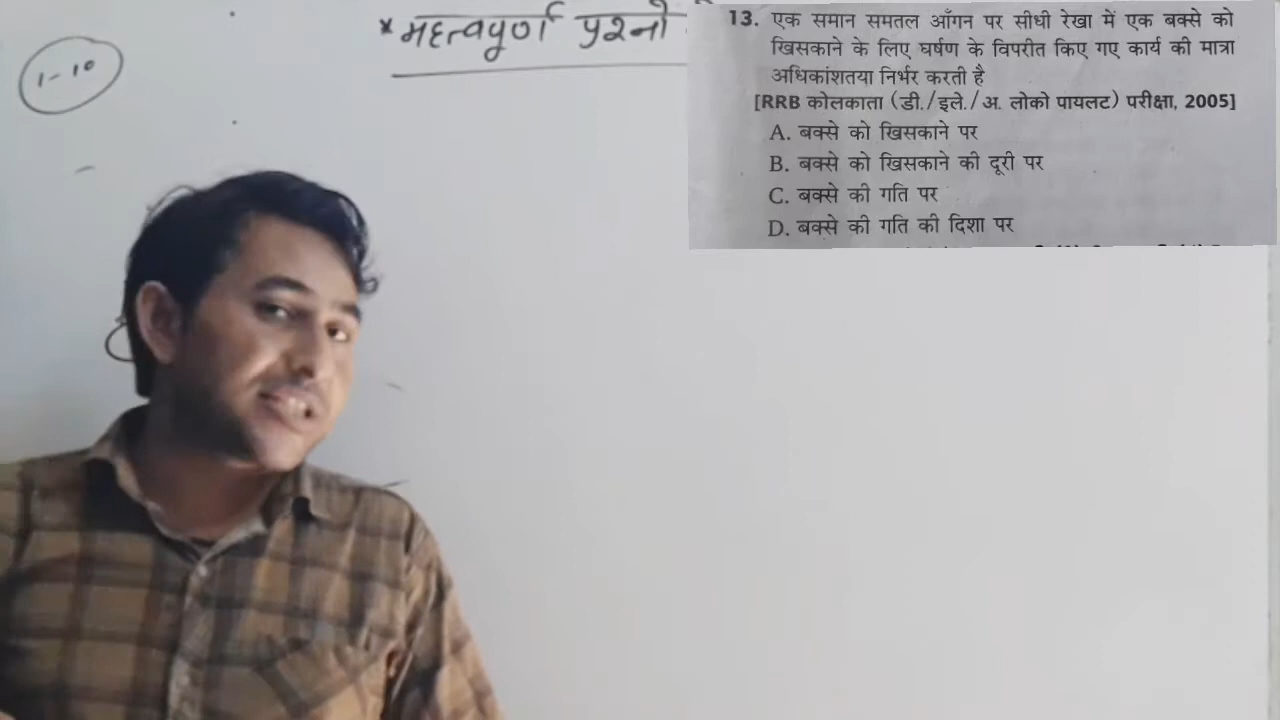 * महत्वपूर्ण प्रश्नो
1-10
13. एक समान समतल आँगन पर सीधी रेखा में एक बक्से को
खिसकाने के लिए घर्षण के विपरीत किए गए कार्य की मात्रा
अधिकांशतया निर्भर करती है
[RRB कोलकाता (डी./इले./अ. लोको पायलट) परीक्षा, 2005]
A. बक्से को खिसकाने पर
B. बक्से को खिसकाने की दूरी पर
C. बक्से की गति पर
D. बक्से की गति की दिशा पर